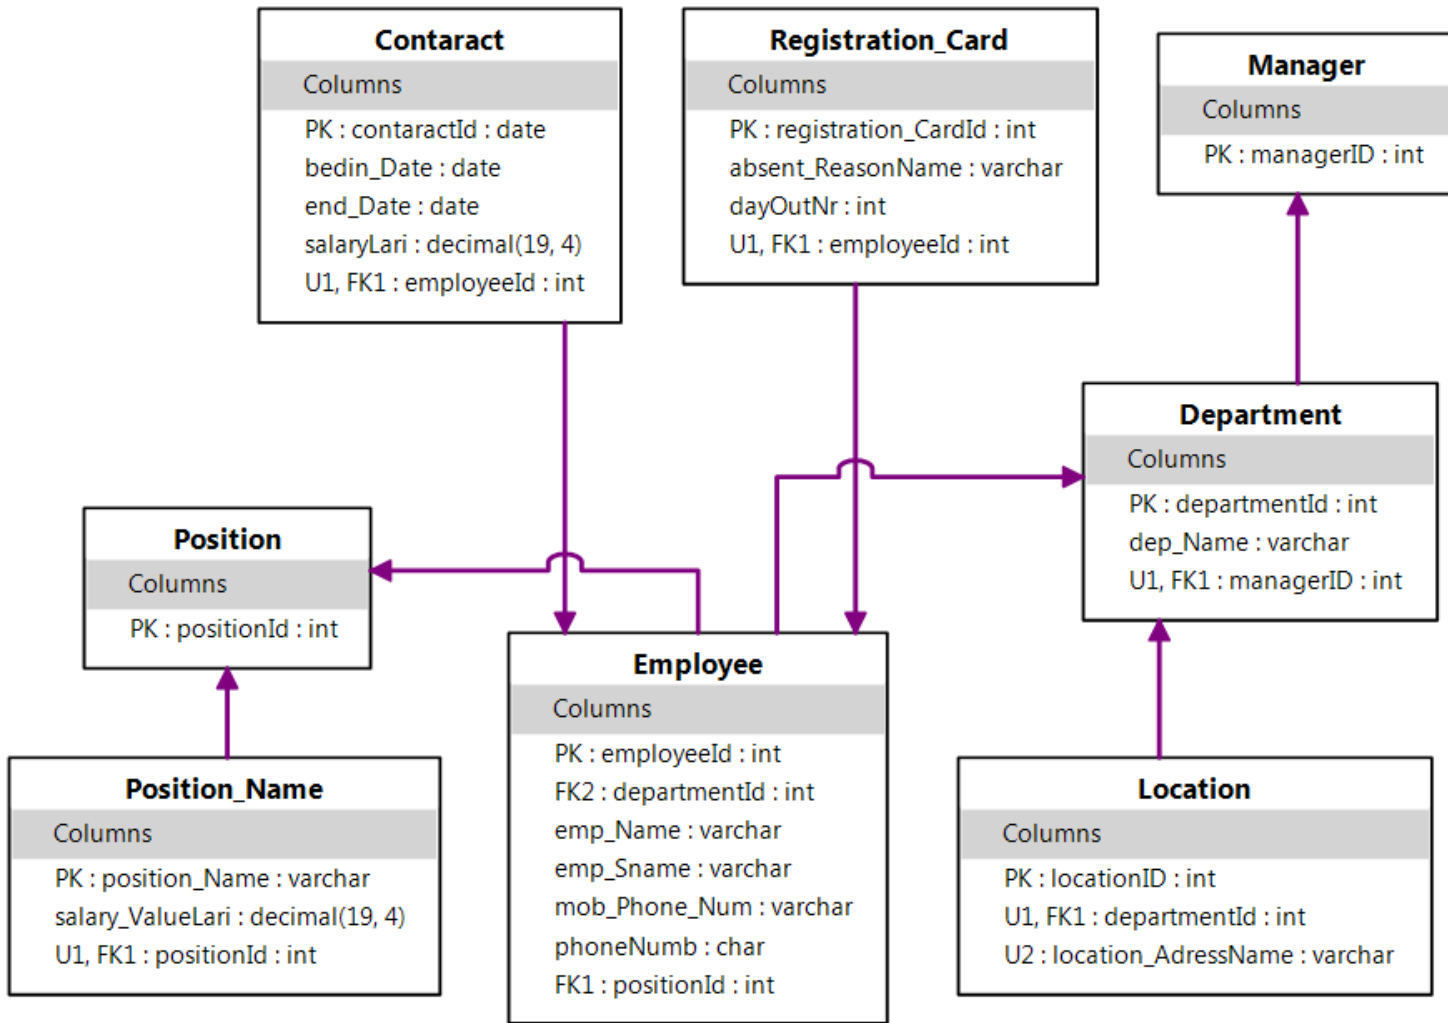 Contaract
Columns
PK : contaractId : date
bedin_Date : date
end_Date : date
salaryLari : decimal(19, 4)
U1, FK1 : employeeId : int
Registration_Card
Columns
PK : registration_CardId : int
absent_ReasonName : varchar
dayOutNr : int
U1, FK1 : employeeId : int
Manager
Columns
PK : managerID : int
Department
Columns
PK : departmentId : int
dep_Name : varchar
U1, FK1 : managerID : int
Position
Columns
PK : positionId : int
Employee
Columns
PK : employeeId : int
FK2 : departmentId : int
emp_Name : varchar
emp_Sname : varchar
mob_Phone_Num : varchar
phoneNumb : char
FK1 : positionId : int
Position_Name
Columns
PK : position_Name : varchar
salary_ValueLari : decimal(19, 4)
U1, FK1 : positionId : int
Location
Columns
PK : locationID : int
U1, FK1 : departmentId : int
U2 : location_AdressName : varchar